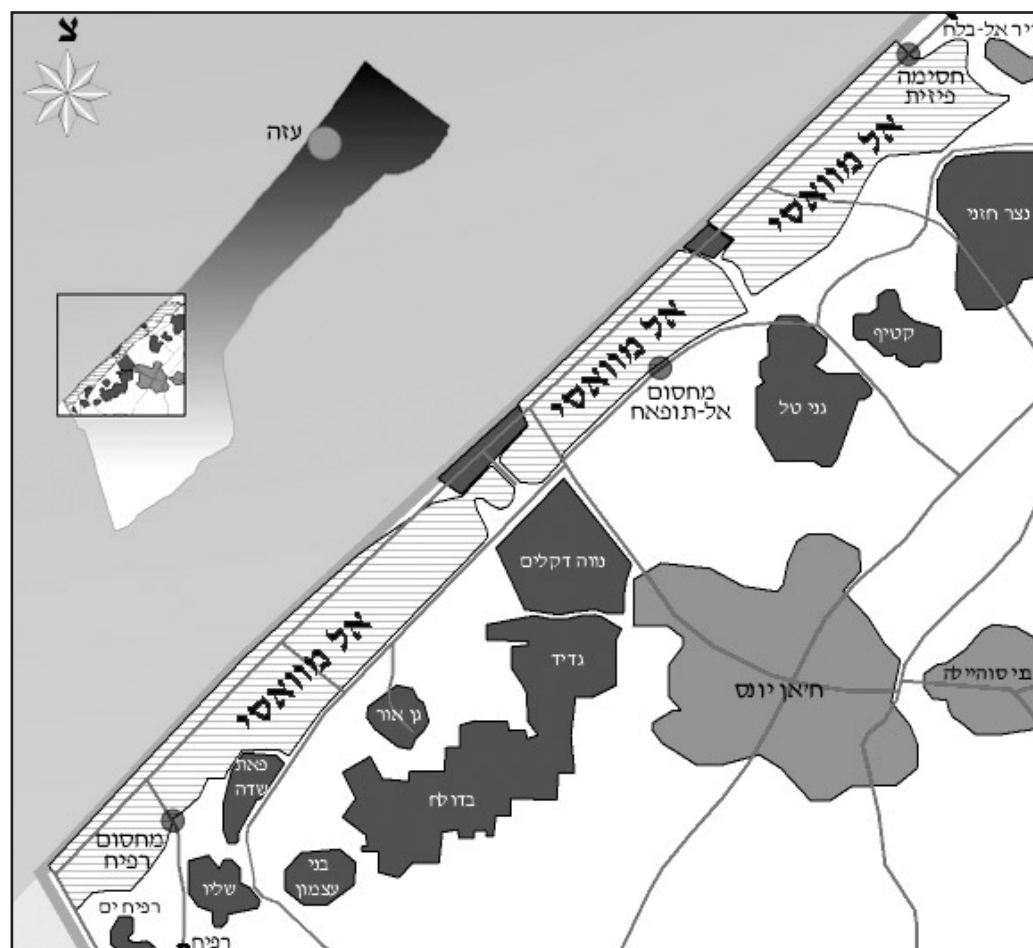 צ
עזה
דיר אל-בלח
חסימה
פיזית
אל מוואסי
נצר חזני
קטיף
אל מוואסי
מחסום
אל-תופאח
גני טל
נווה דקלים
גדיד
אל מוואסי
ח'אן יונס
בני סוהיילה
גן אור
פאת
שדה
בדולח
מחסום
רפיח
בני
עצמון
שליו
רפיח ים
רפיח